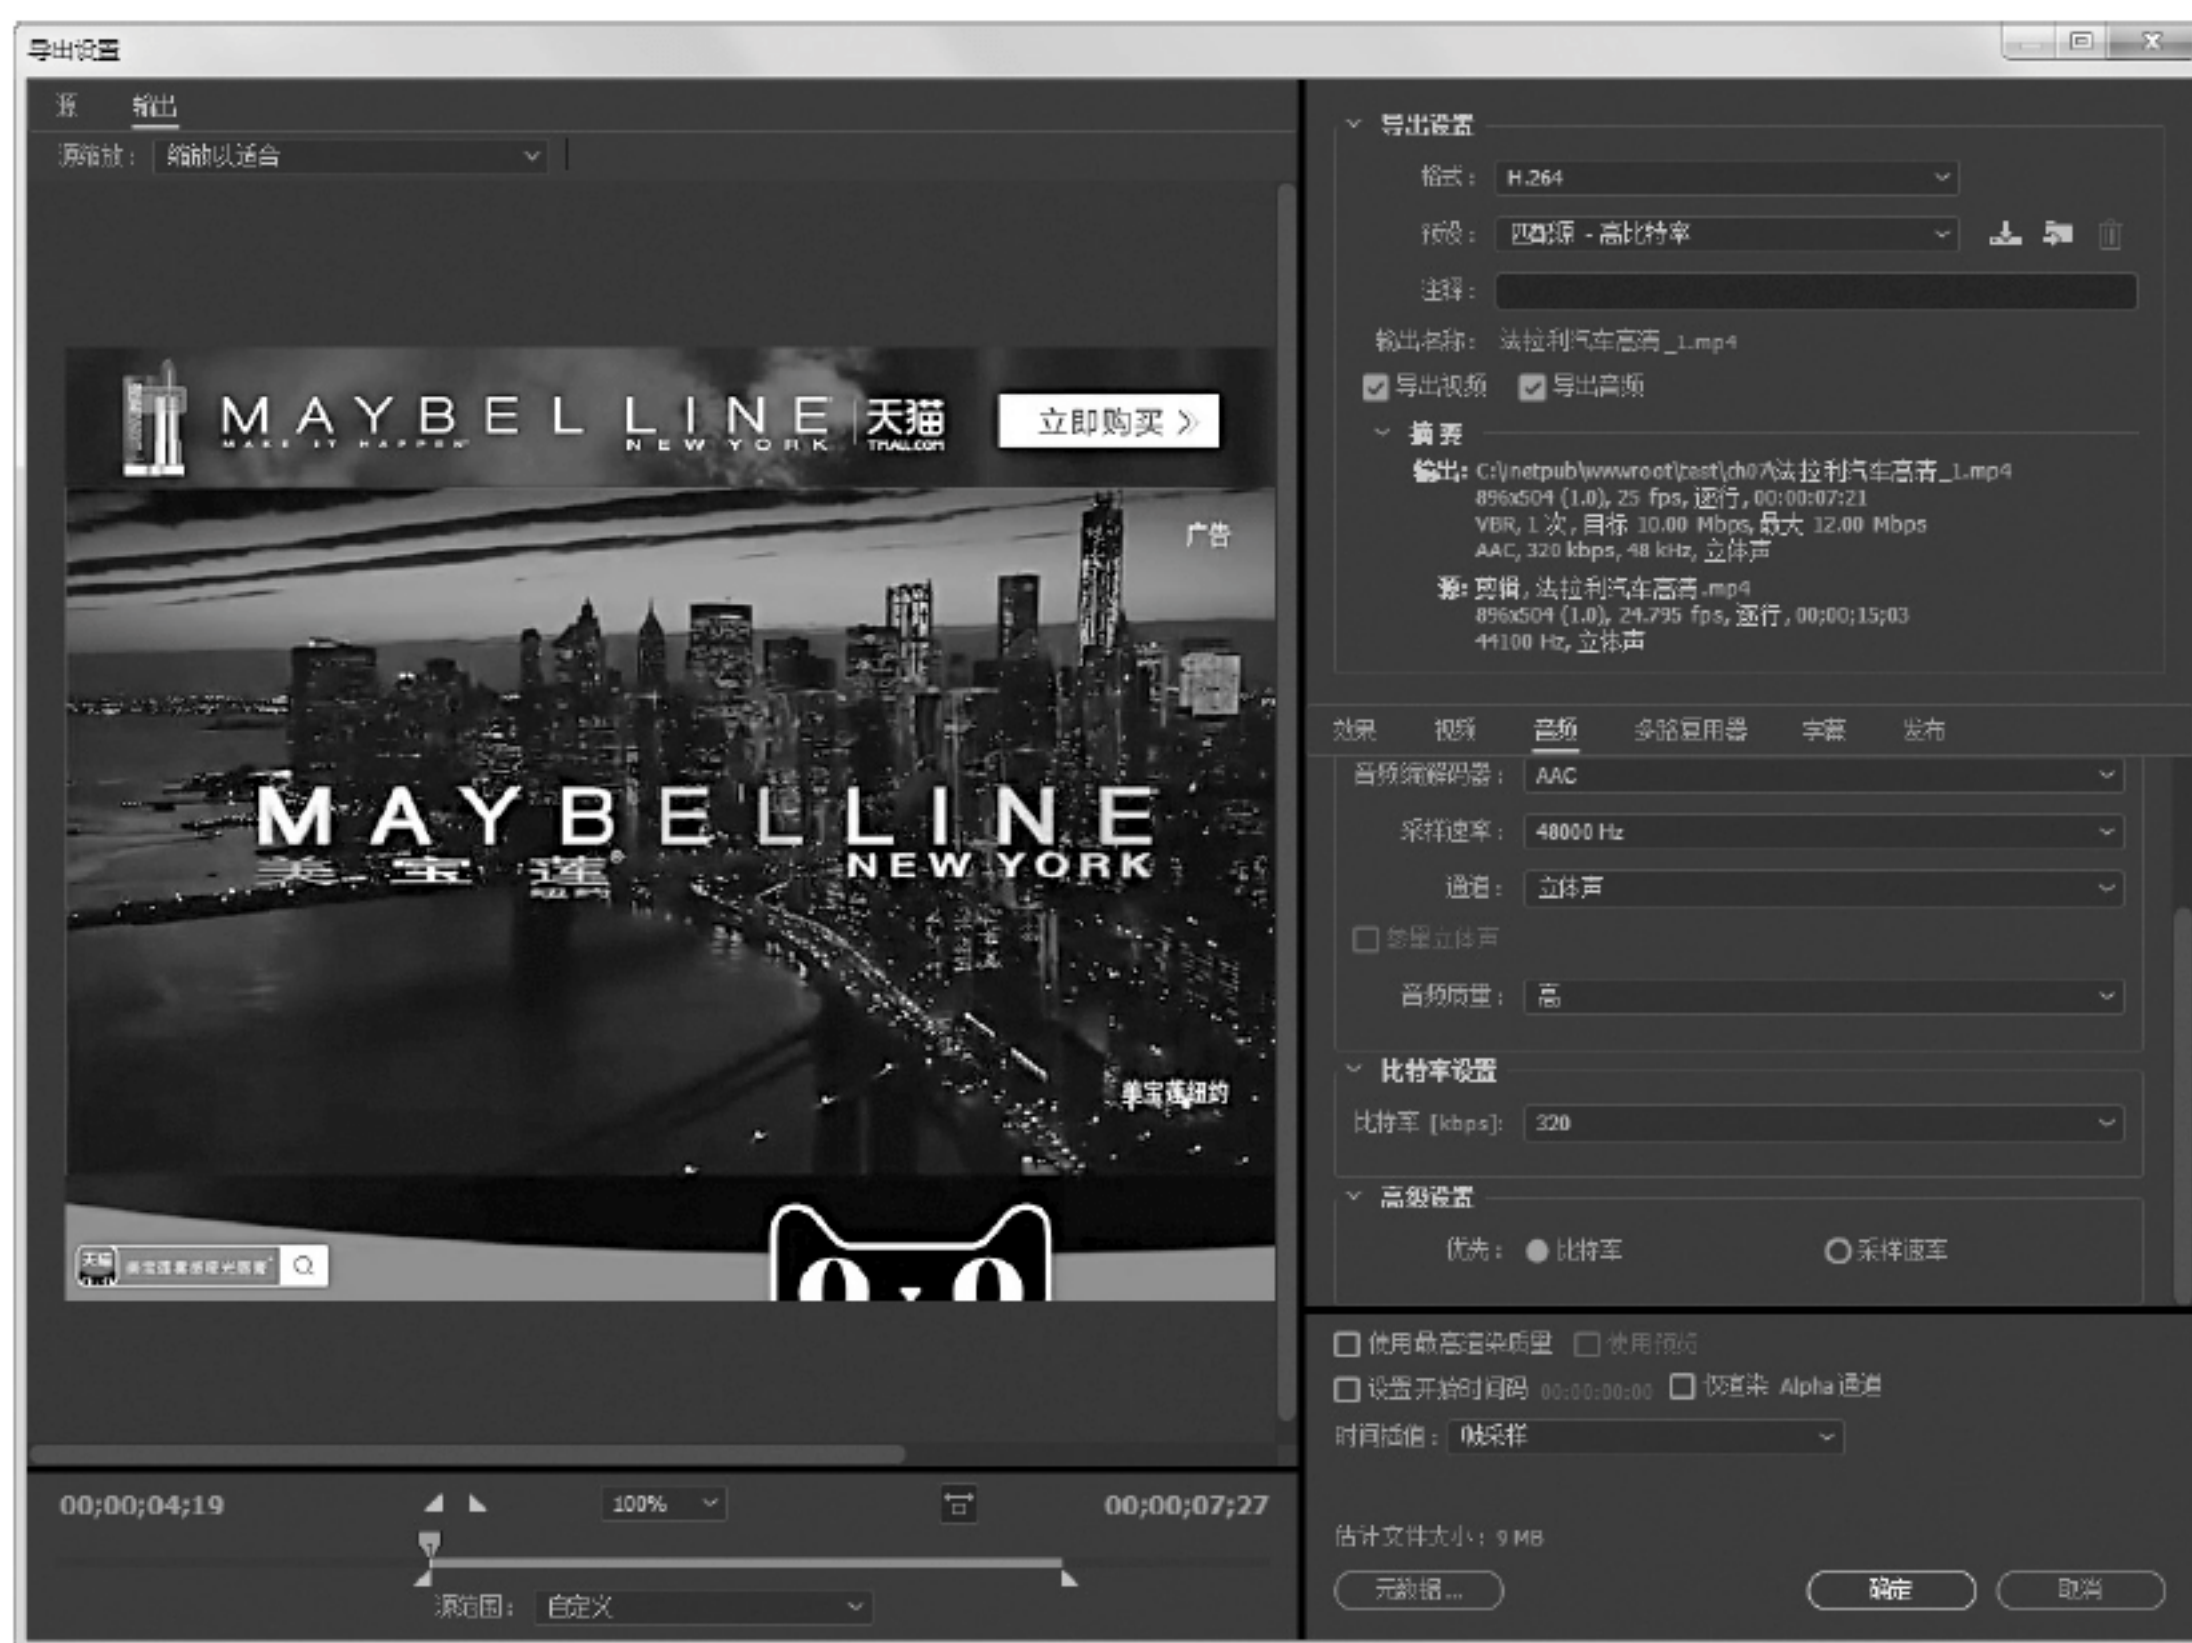 导出设置
源 输出
源缩放： 缩放以适合
MAYBELLINE 天猫 立即购买
MAKE IT HAPPEN NEW YORK TMALL.COM
广告
MAYBELLINE
美宝莲® NEW YORK
纽约
美宝莲纽约
天猫
00;00;04;19 100% 00;00;07;27
源范围： 自定义
导出设置
格式： H.264
预设： 匹配源 - 高比特率
注释：
输出名称： 法拉利汽车高清_1.mp4
导出视频 导出音频
摘要
输出: C:\inetpub\wwwroot\test\ch07\法拉利汽车高清_1.mp4
896x504 (1.0), 25 fps, 逐行, 00:00:07:21
VBR, 1 次, 目标 10.00 Mbps, 最大 12.00 Mbps
AAC, 320 kbps, 48 kHz, 立体声
源: 剪辑, 法拉利汽车高清.mp4
896x504 (1.0), 24.795 fps, 逐行, 00;00;15;03
44100 Hz, 立体声
效果 视频 音频 多路复用器 字幕 发布
音频编解码器： AAC
采样速率： 48000 Hz
通道： 立体声
参量立体声
音频质量： 高
比特率设置
比特率 [kbps]: 320
高级设置
优先： 比特率 采样速率
使用最高渲染质量 使用预览
设置开始时间码 00:00:00:00 仅渲染 Alpha 通道
时间插值： 帧采样
估计文件大小： 9 MB
元数据... 确定 取消